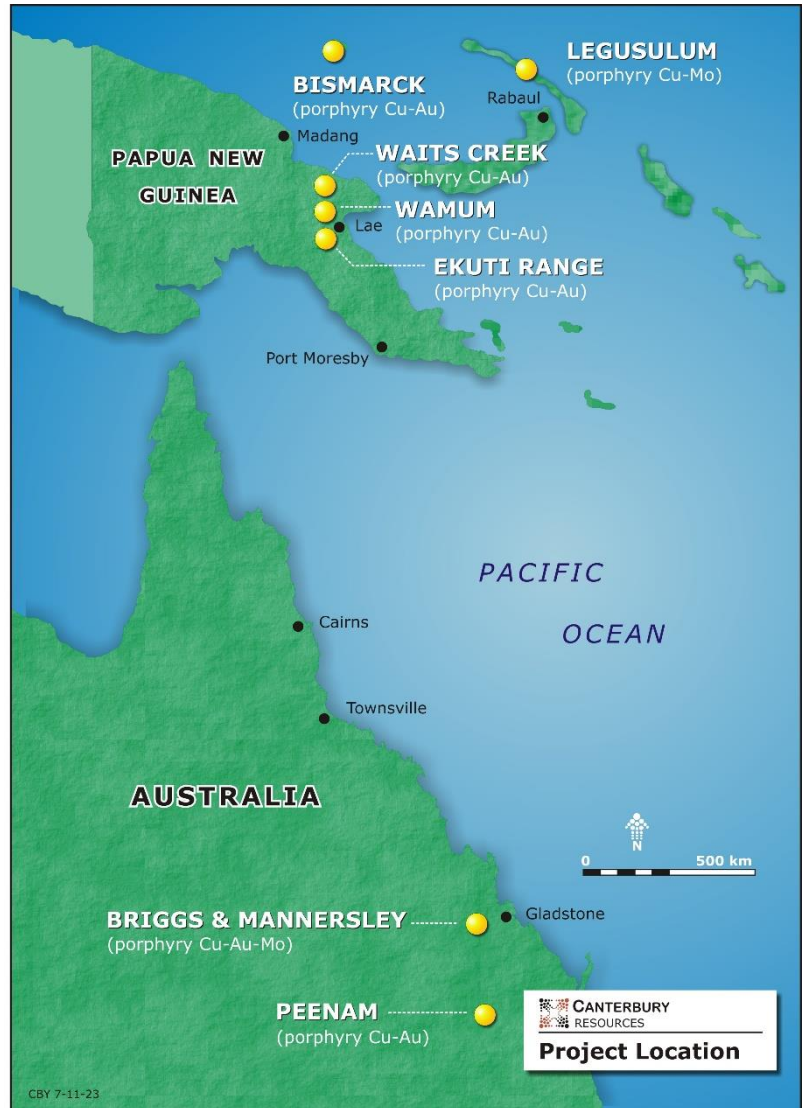 LEGUSULUM
(porphyry Cu-Mo)
BISMARCK
(porphyry Cu-Au)
Rabaul
Madang
PAPUA NEW
GUINEA
WAITS CREEK
(porphyry Cu-Au)
WAMUM
(porphyry Cu-Au)
Lae
EKUTI RANGE
(porphyry Cu-Au)
Port Moresby
PACIFIC
OCEAN
Cairns
Townsville
AUSTRALIA
N
0 500 km
BRIGGS & MANNERSLEY
(porphyry Cu-Au-Mo)
Gladstone
PEENAM
(porphyry Cu-Au)
CANTERBURY
RESOURCES
Project Location
CBY 7-11-23